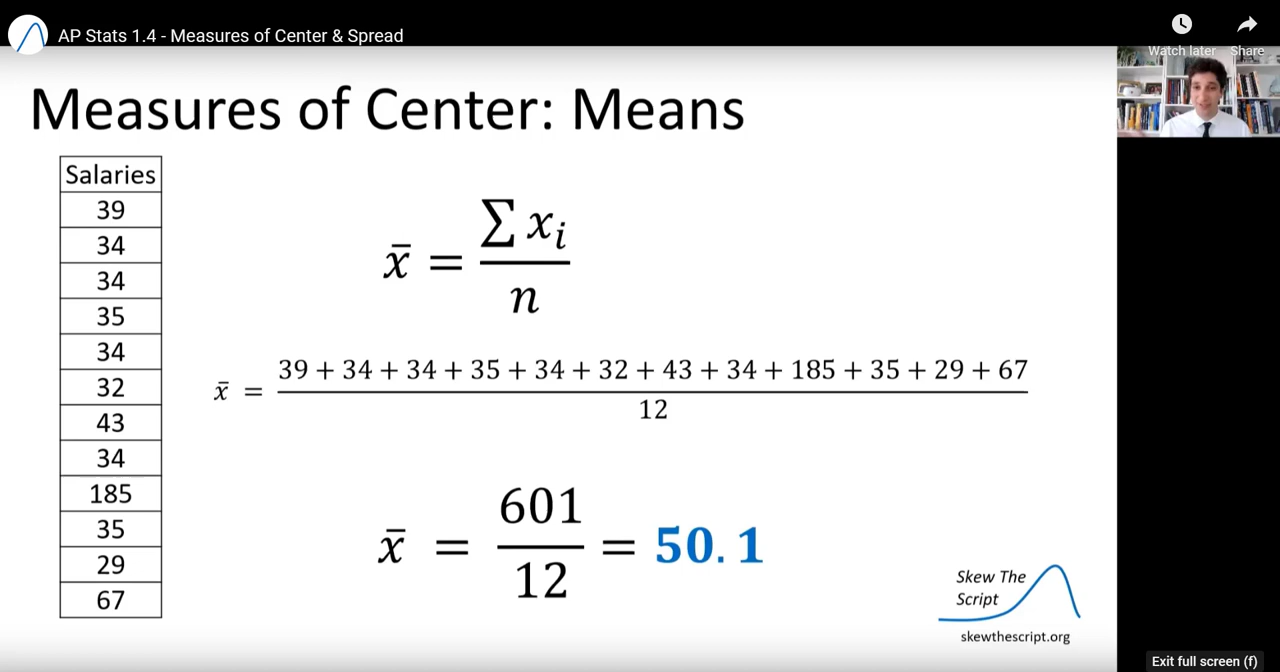 AP Stats 1.4 - Measures of Center & Spread
Watch later
Share
Measures of Center: Means
Salaries
39
34
34
35
34
32
43
34
185
35
29
67
x̄ = ∑ xᵢ / n
x̄ = 39 + 34 + 34 + 35 + 34 + 32 + 43 + 34 + 185 + 35 + 29 + 67 / 12
x̄ = 601 / 12 = 50.1
Skew The
Script
skewthescript.org
Exit full screen (f)